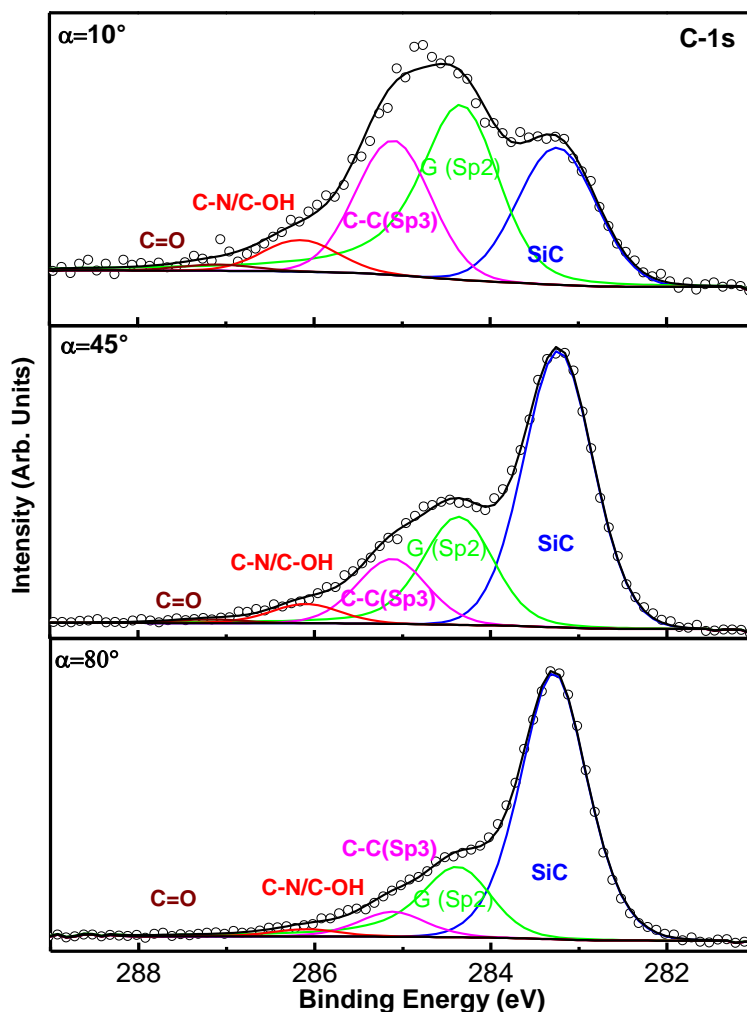 α=10°
C-1s
G (Sp2)
C-N/C-OH
C-C(Sp3)
C=O
SiC
α=45°
G (Sp2)
SiC
C-N/C-OH
C-C(Sp3)
C=O
α=80°
C-C(Sp3)
SiC
C-N/C-OH
C=O
G (Sp2)
Intensity (Arb. Units)
288
286
284
282
Binding Energy (eV)